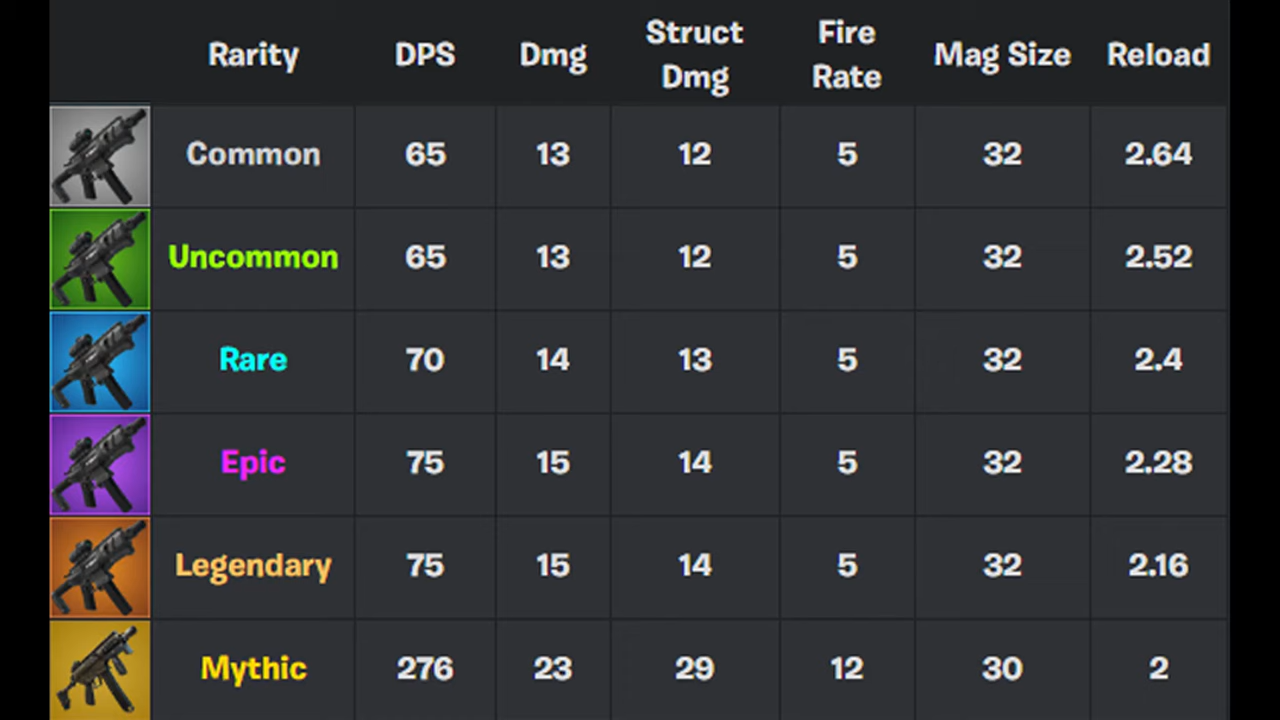 Rarity DPS Dmg Struct Dmg Fire Rate Mag Size Reload
Common 65 13 12 5 32 2.64
Uncommon 65 13 12 5 32 2.52
Rare 70 14 13 5 32 2.4
Epic 75 15 14 5 32 2.28
Legendary 75 15 14 5 32 2.16
Mythic 276 23 29 12 30 2